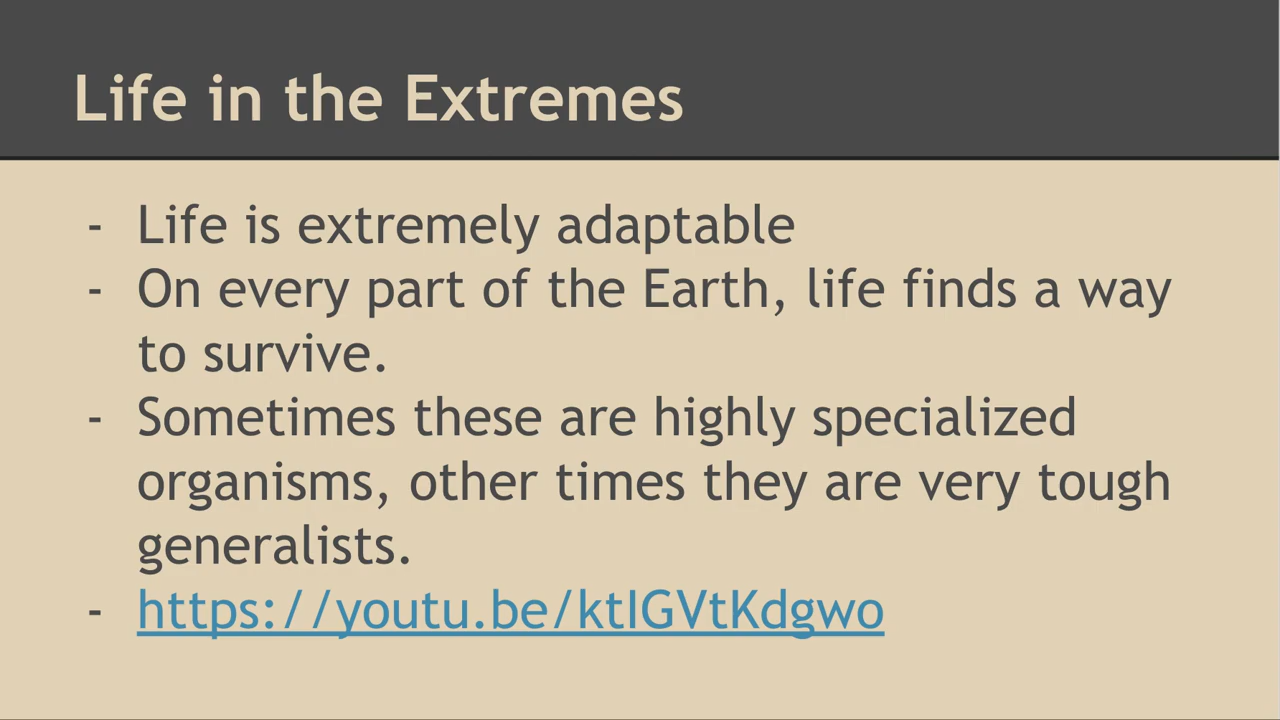 Life in the Extremes
- Life is extremely adaptable
- On every part of the Earth, life finds a way
to survive.
- Sometimes these are highly specialized
organisms, other times they are very tough
generalists.
- https://youtu.be/ktIGVtKdgwo